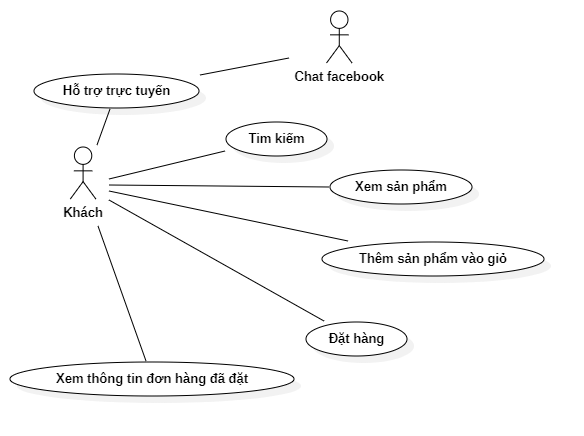 Chat facebook
Hỗ trợ trực tuyến
Tim kiếm
Xem sản phẩm
Khách
Thêm sản phẩm vào giỏ
Đặt hàng
Xem thông tin đơn hàng đã đặt